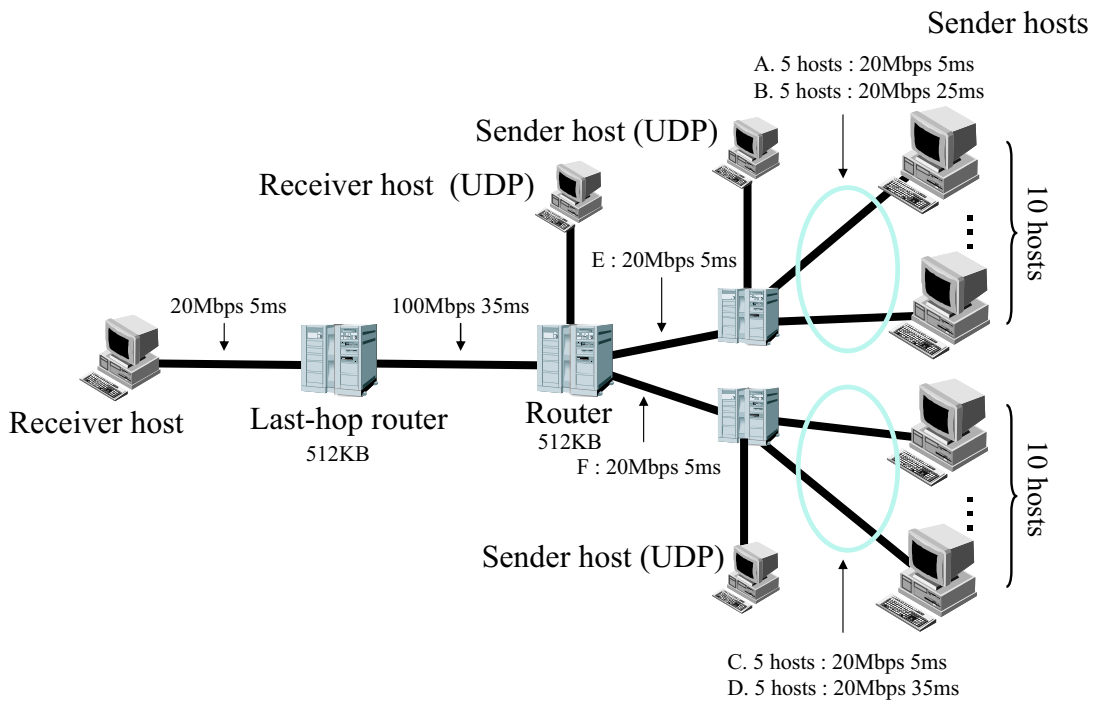 Sender hosts
A. 5 hosts : 20Mbps 5ms
B. 5 hosts : 20Mbps 25ms
Sender host (UDP)
Receiver host (UDP)
10 hosts
E : 20Mbps 5ms
20Mbps 5ms
100Mbps 35ms
Receiver host
Last-hop router
512KB
Router
512KB
F : 20Mbps 5ms
10 hosts
Sender host (UDP)
C. 5 hosts : 20Mbps 5ms
D. 5 hosts : 20Mbps 35ms